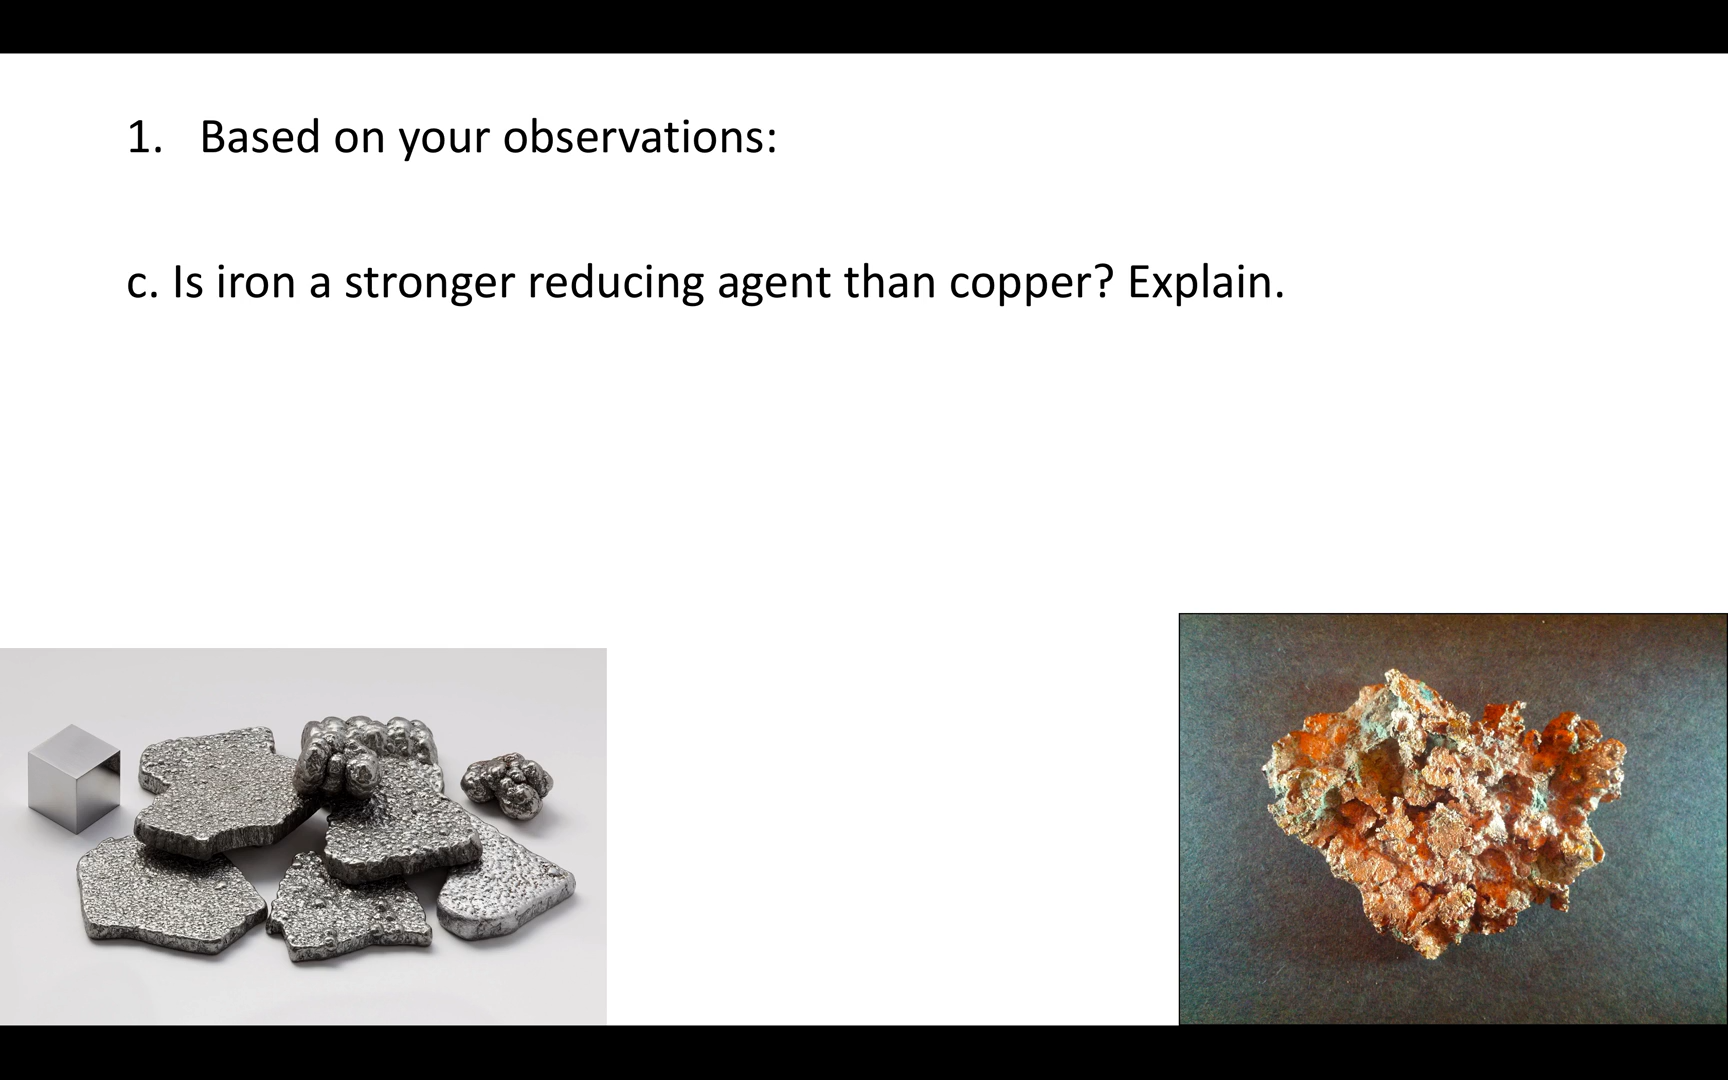 1. Based on your observations:
c. Is iron a stronger reducing agent than copper? Explain.